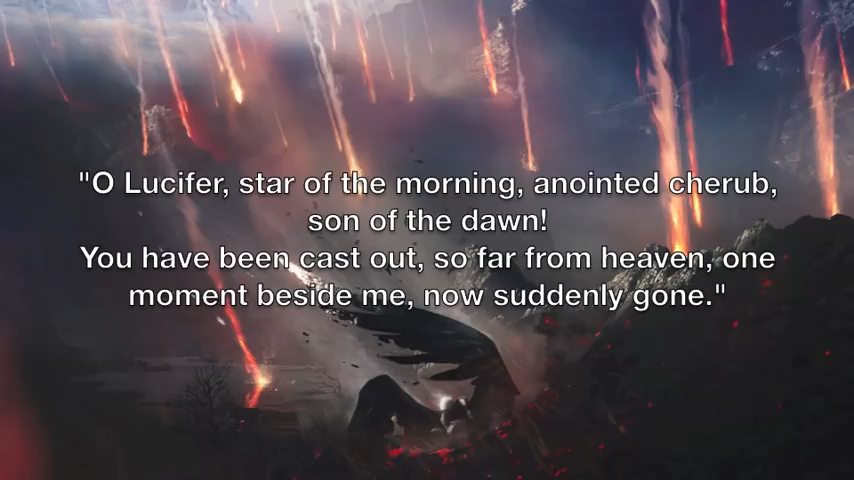 "O Lucifer, star of the morning, anointed cherub,
son of the dawn!
You have been cast out, so far from heaven, one
moment beside me, now suddenly gone."